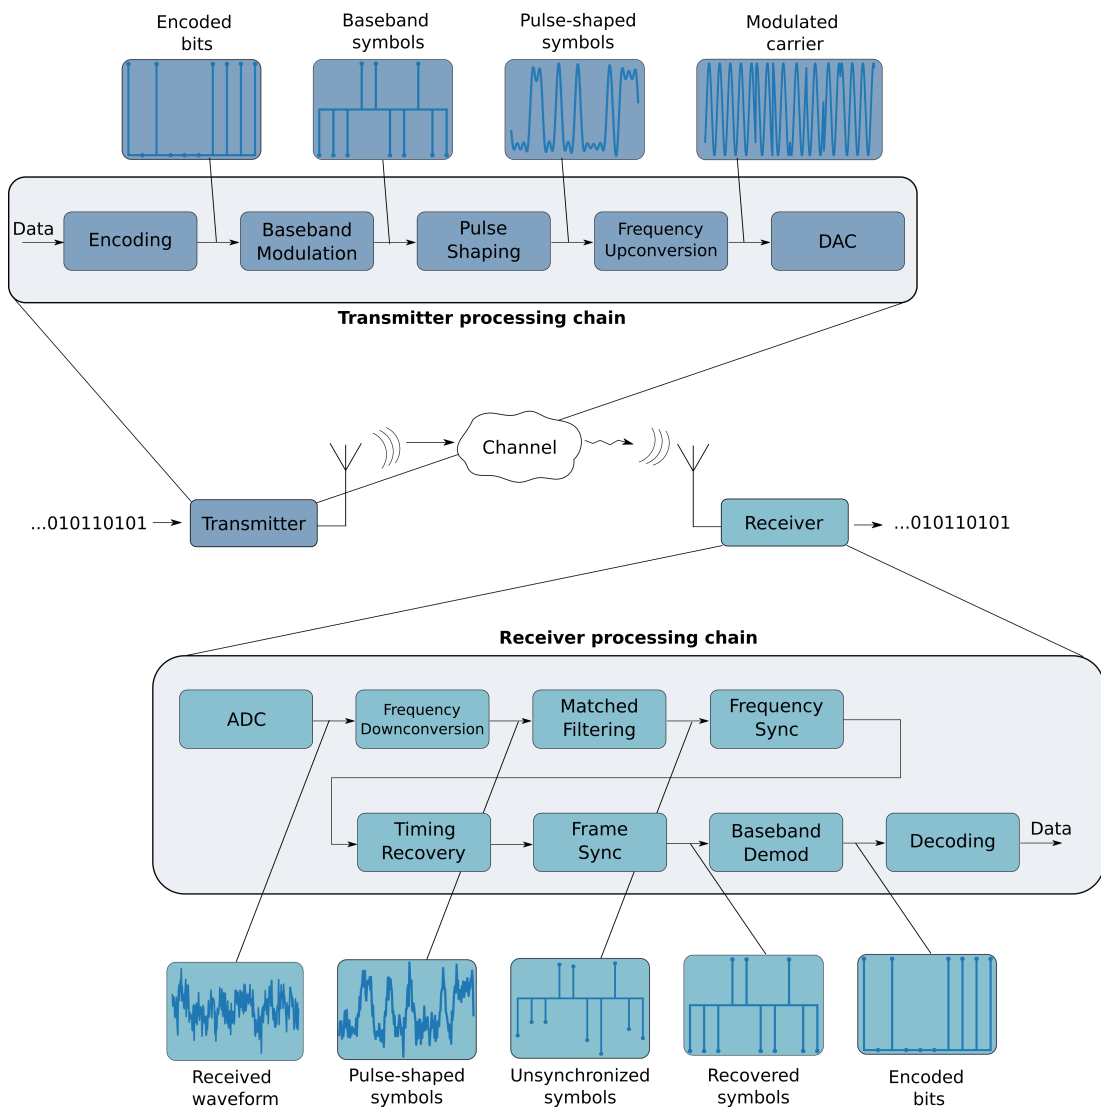 Encoded
bits
Baseband
symbols
Pulse-shaped
symbols
Modulated
carrier
Data
Encoding
Baseband
Modulation
Pulse
Shaping
Frequency
Upconversion
DAC
Transmitter processing chain
Channel
...010110101
Transmitter
Receiver
...010110101
Receiver processing chain
ADC
Frequency
Downconversion
Matched
Filtering
Frequency
Sync
Timing
Recovery
Frame
Sync
Baseband
Demod
Decoding
Data
Received
waveform
Pulse-shaped
symbols
Unsynchronized
symbols
Recovered
symbols
Encoded
bits